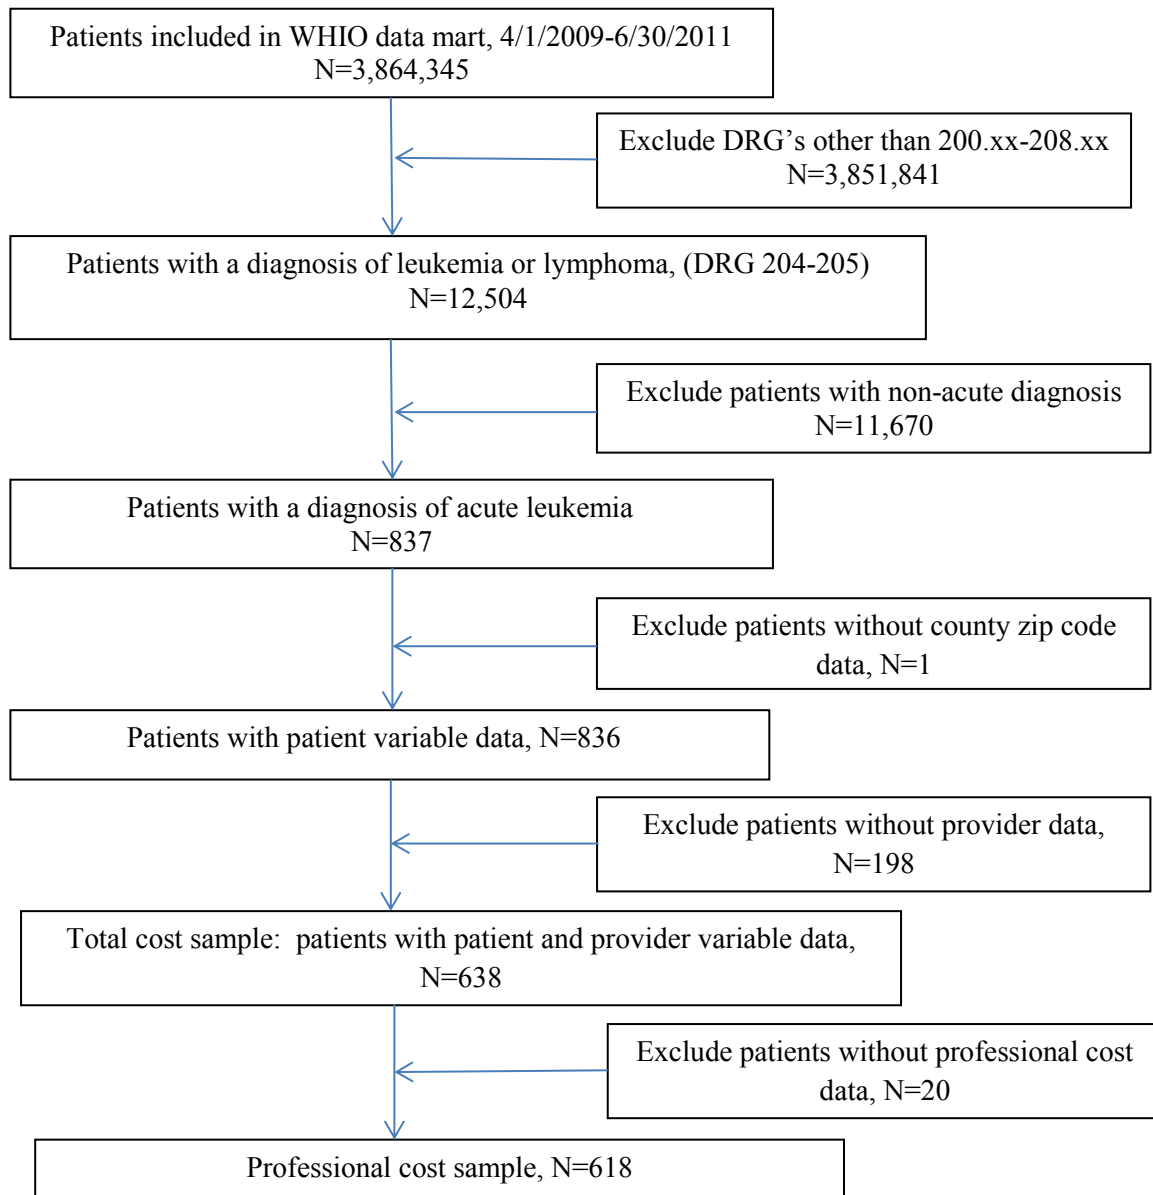 Patients included in WHIO data mart, 4/1/2009-6/30/2011
N=3,864,345
Exclude DRG’s other than 200.xx-208.xx
N=3,851,841
Patients with a diagnosis of leukemia or lymphoma, (DRG 204-205)
N=12,504
Exclude patients with non-acute diagnosis
N=11,670
Patients with a diagnosis of acute leukemia
N=837
Exclude patients without county zip code
data, N=1
Patients with patient variable data, N=836
Exclude patients without provider data,
N=198
Total cost sample:  patients with patient and provider variable data,
N=638
Exclude patients without professional cost
data, N=20
Professional cost sample, N=618